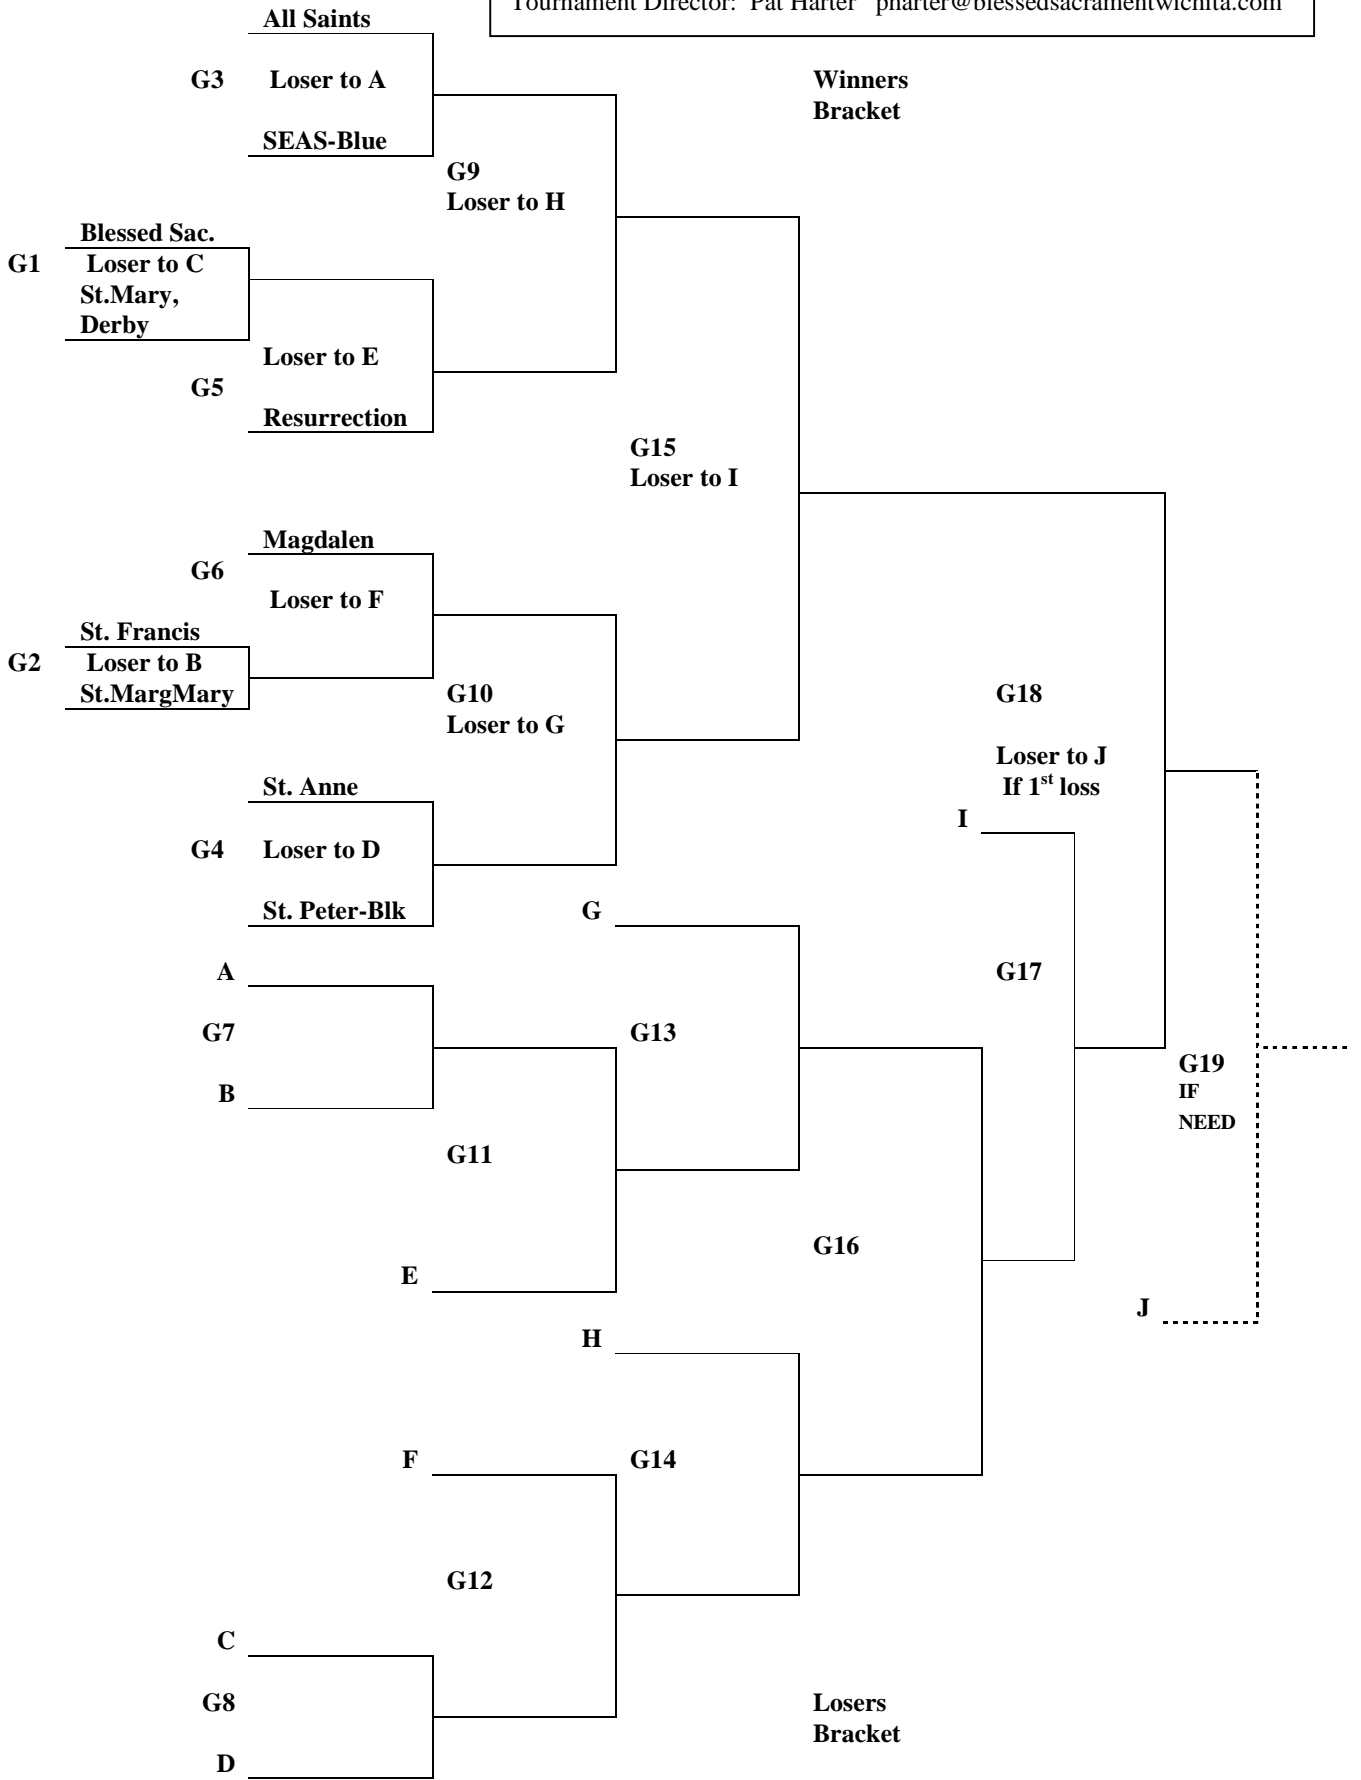 Tournament Director: Pat Harter pharter@blessedsacramentwichita.com
All Saints
G3 Loser to A
Winners
Bracket
SEAS-Blue
G9
Loser to H
Blessed Sac.
G1 Loser to C
St.Mary,
Derby
Loser to E
G5
Resurrection
G15
Loser to I
Magdalen
G6
Loser to F
St. Francis
G2 Loser to B
St.MargMary
G10
Loser to G
G18
Loser to J
If 1st loss
St. Anne
I
G4 Loser to D
St. Peter-Blk
G
A
G17
G7
G13
G19
IF
NEED
B
G11
G16
E
J
H
F
G14
G12
C
G8
Losers
Bracket
D